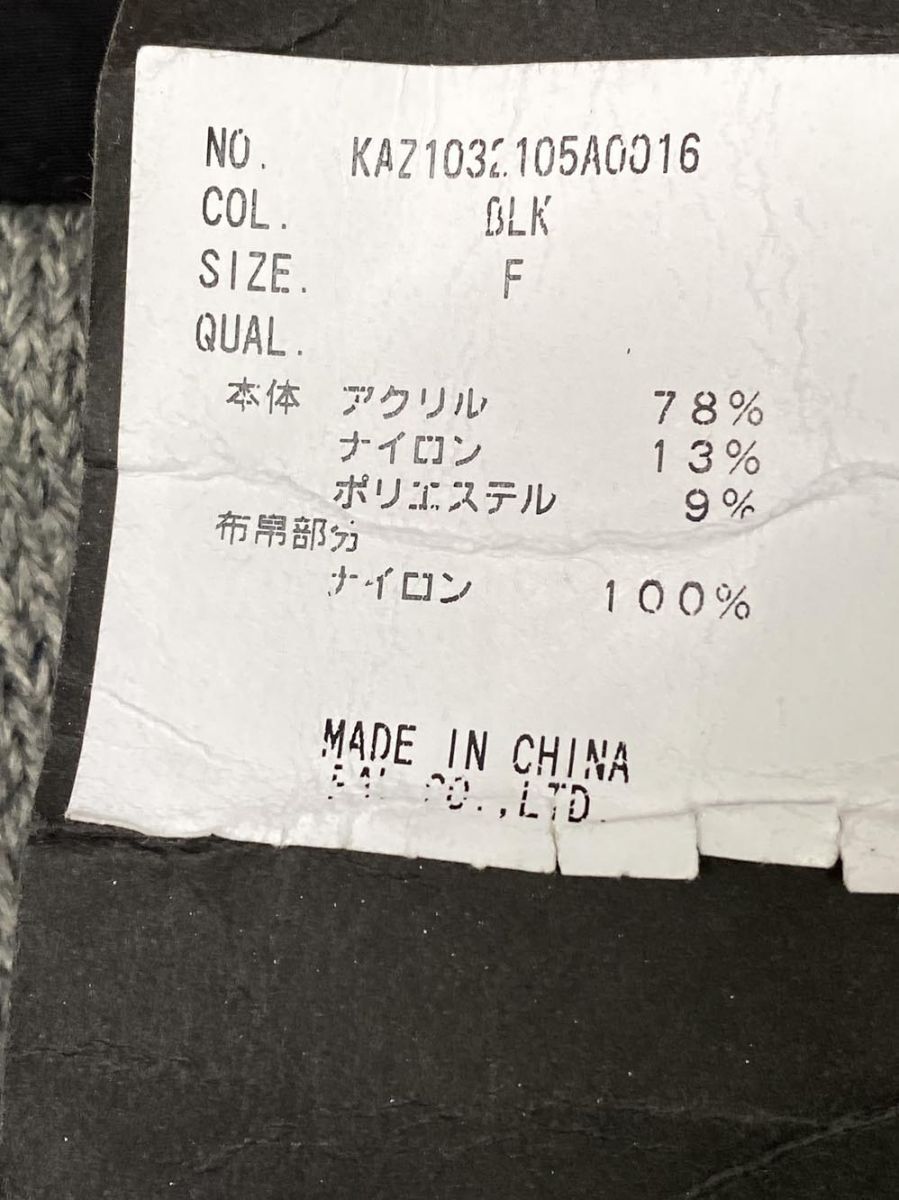 NO. KAZ1032105A0016
COL. BLK
SIZE. F
QUAL.
本体 アクリル 78%
ナイロン 13%
ポリエステル 9%
布帛部分
ナイロン 100%
MADE IN CHINA
CO.,LTD.